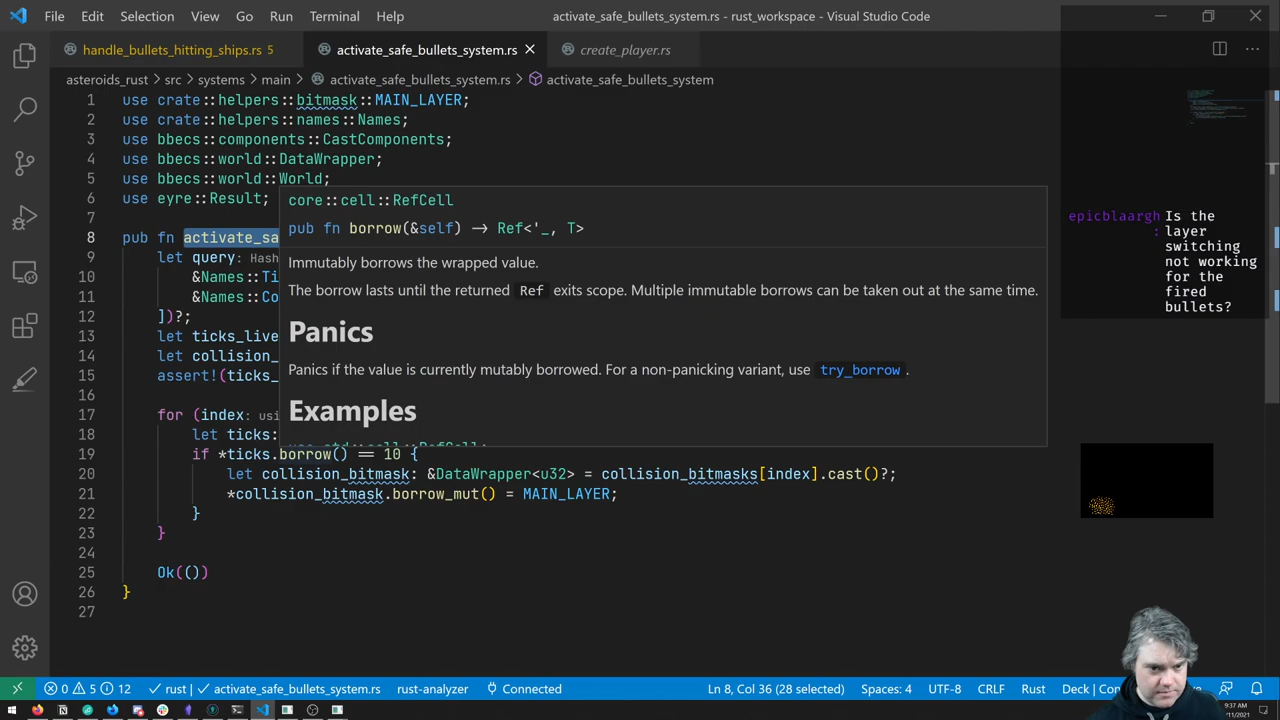 File Edit Selection View Go Run Terminal Help activate_safe_bullets_system.rs - rust_workspace - Visual Studio Code
handle_bullets_hitting_ships.rs 5 activate_safe_bullets_system.rs create_player.rs
asteroids_rust > src > systems > main > activate_safe_bullets_system.rs > activate_safe_bullets_system
1 use crate::helpers::bitmask::MAIN_LAYER;
2 use crate::helpers::names::Names;
3 use bbecs::components::CastComponents;
4 use bbecs::world::DataWrapper;
5 use bbecs::world::World;
6 use eyre::Result;
7
8 pub fn activate_sa
9 let query: Hash
10 &Names::Ti
11 &Names::Co
12 ])?;
13 let ticks_live
14 let collision_
15 assert!(ticks_
16
17 for (index: usi
18 let ticks:
19 if *ticks.borrow() == 10 {
20 let collision_bitmask: &DataWrapper<u32> = collision_bitmasks[index].cast()?;
21 *collision_bitmask.borrow_mut() = MAIN_LAYER;
22 }
23 }
24
25 Ok(())
26 }
27
core::cell::RefCell
pub fn borrow(&self) -> Ref<'_, T>
Immutably borrows the wrapped value.
The borrow lasts until the returned Ref exits scope. Multiple immutable borrows can be taken out at the same time.
Panics
Panics if the value is currently mutably borrowed. For a non-panicking variant, use try_borrow .
Examples
epicblaargh : Is the
layer
switching
not working
for the
fired
bullets?
0 5 12 rust | activate_safe_bullets_system.rs rust-analyzer Connected Ln 8, Col 36 (28 selected) Spaces: 4 UTF-8 CRLF Rust Deck | Con
9:37 AM